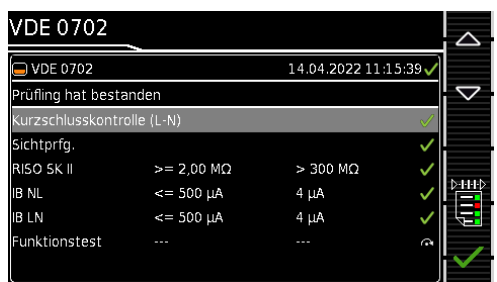 VDE 0702
VDE 0702 14.04.2022 11:15:39
Prüfling hat bestanden
Kurzschlusskontrolle (L-N)
Sichtprfg.
RISO SK II >= 2,00 MΩ > 300 MΩ
IB NL <= 500 µA 4 µA
IB LN <= 500 µA 4 µA
Funktionstest --- ---